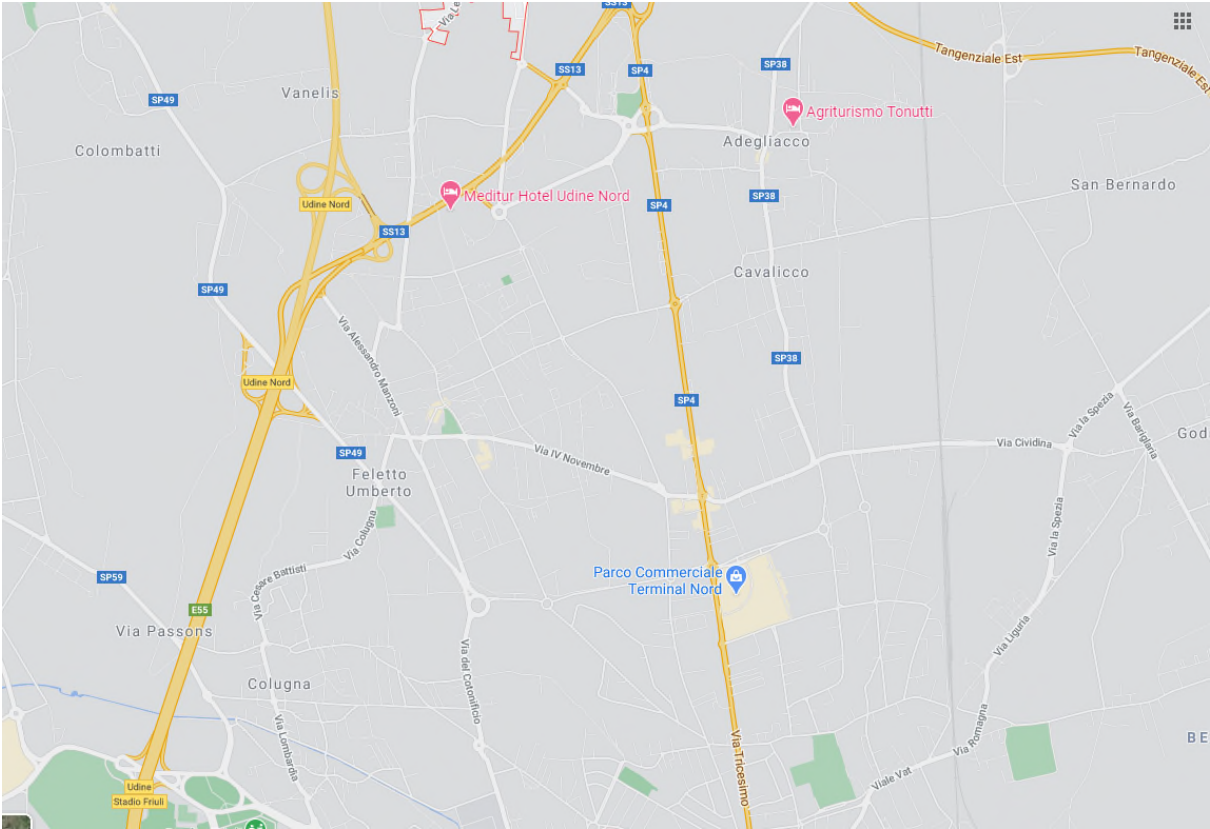 SS13
Via Le
Tangenziale Est
Tangenziale Est
SS13
SP4
SP38
Vanelis
SP49
Agriturismo Tonutti
Adegliacco
Colombatti
San Bernardo
Meditur Hotel Udine Nord
SP38
Udine Nord
SP4
SS13
Cavalicco
SP49
Via Alessandro Manzoni
SP38
Udine Nord
SP4
Via la Spezia
Via Bariglaria
God
Via Cividina
SP49
Via IV Novembre
Feletto
Umberto
Via Colugna
Via la Spezia
Parco Commerciale
Terminal Nord
SP59
Via Cesare Battisti
E55
Via Passons
Via Liguria
Via del Cotonificio
Colugna
Via Lombardia
Via Tricesimo
Via Romagna
BE
Viale Vat
Udine
Stadio Friuli